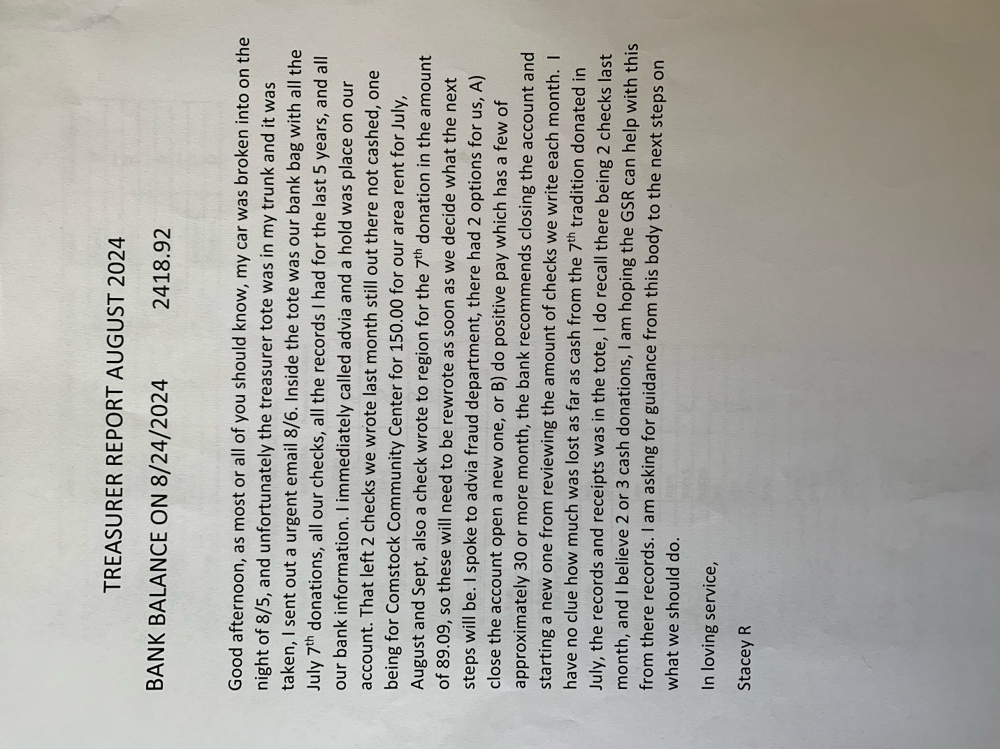 TREASURER REPORT AUGUST 2024
BANK BALANCE ON 8/24/2024 2418.92
Good afternoon, as most or all of you should know, my car was broken into on the
night of 8/5, and unfortunately the treasurer tote was in my trunk and it was
taken, I sent out a urgent email 8/6. Inside the tote was our bank bag with all the
July 7th donations, all our checks, all the records I had for the last 5 years, and all
our bank information. I immediately called advia and a hold was place on our
account. That left 2 checks we wrote last month still out there not cashed, one
being for Comstock Community Center for 150.00 for our area rent for July,
August and Sept, also a check wrote to region for the 7th donation in the amount
of 89.09, so these will need to be rewrote as soon as we decide what the next
steps will be. I spoke to advia fraud department, there had 2 options for us, A)
close the account open a new one, or B) do positive pay which has a few of
approximately 30 or more month, the bank recommends closing the account and
starting a new one from reviewing the amount of checks we write each month. I
have no clue how much was lost as far as cash from the 7th tradition donated in
July, the records and receipts was in the tote, I do recall there being 2 checks last
month, and I believe 2 or 3 cash donations, I am hoping the GSR can help with this
from there records. I am asking for guidance from this body to the next steps on
what we should do.
In loving service,
Stacey R